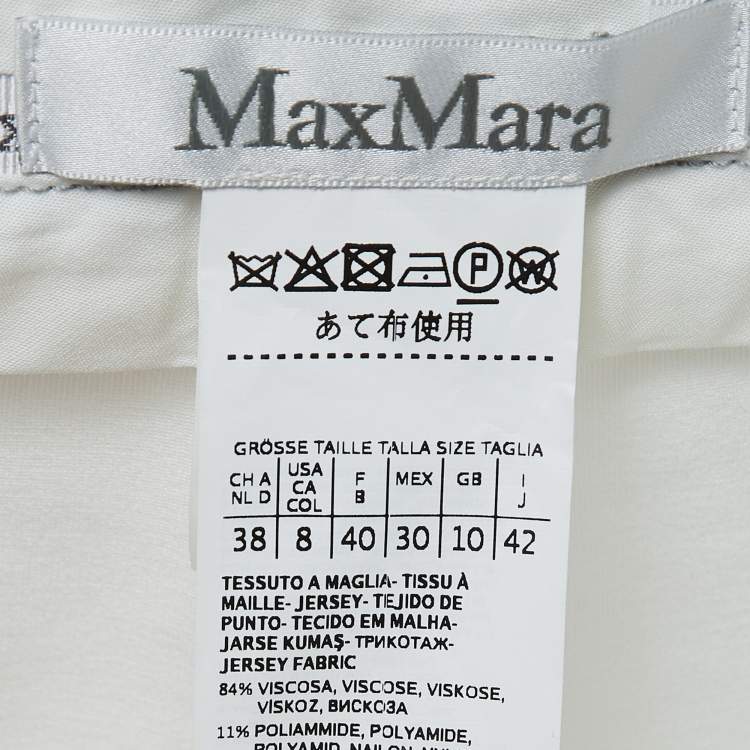 MaxMara
P W
あて布使用
GRÖSSE TAILLE TALLA SIZE TAGLIA
CH A NL D | USA CA COL | F B | MEX | GB | I J
38 | 8 | 40 | 30 | 10 | 42
TESSUTO A MAGLIA- TISSU À
MAILLE- JERSEY- TEJIDO DE
PUNTO- TECIDO EM MALHA-
JARSE KUMAŞ- ТРИКОТАЖ-
JERSEY FABRIC
84% VISCOSA, VISCOSE, VISKOSE,
VİSKOZ, ВИСКОЗА
11% POLIAMMIDE, POLYAMIDE,